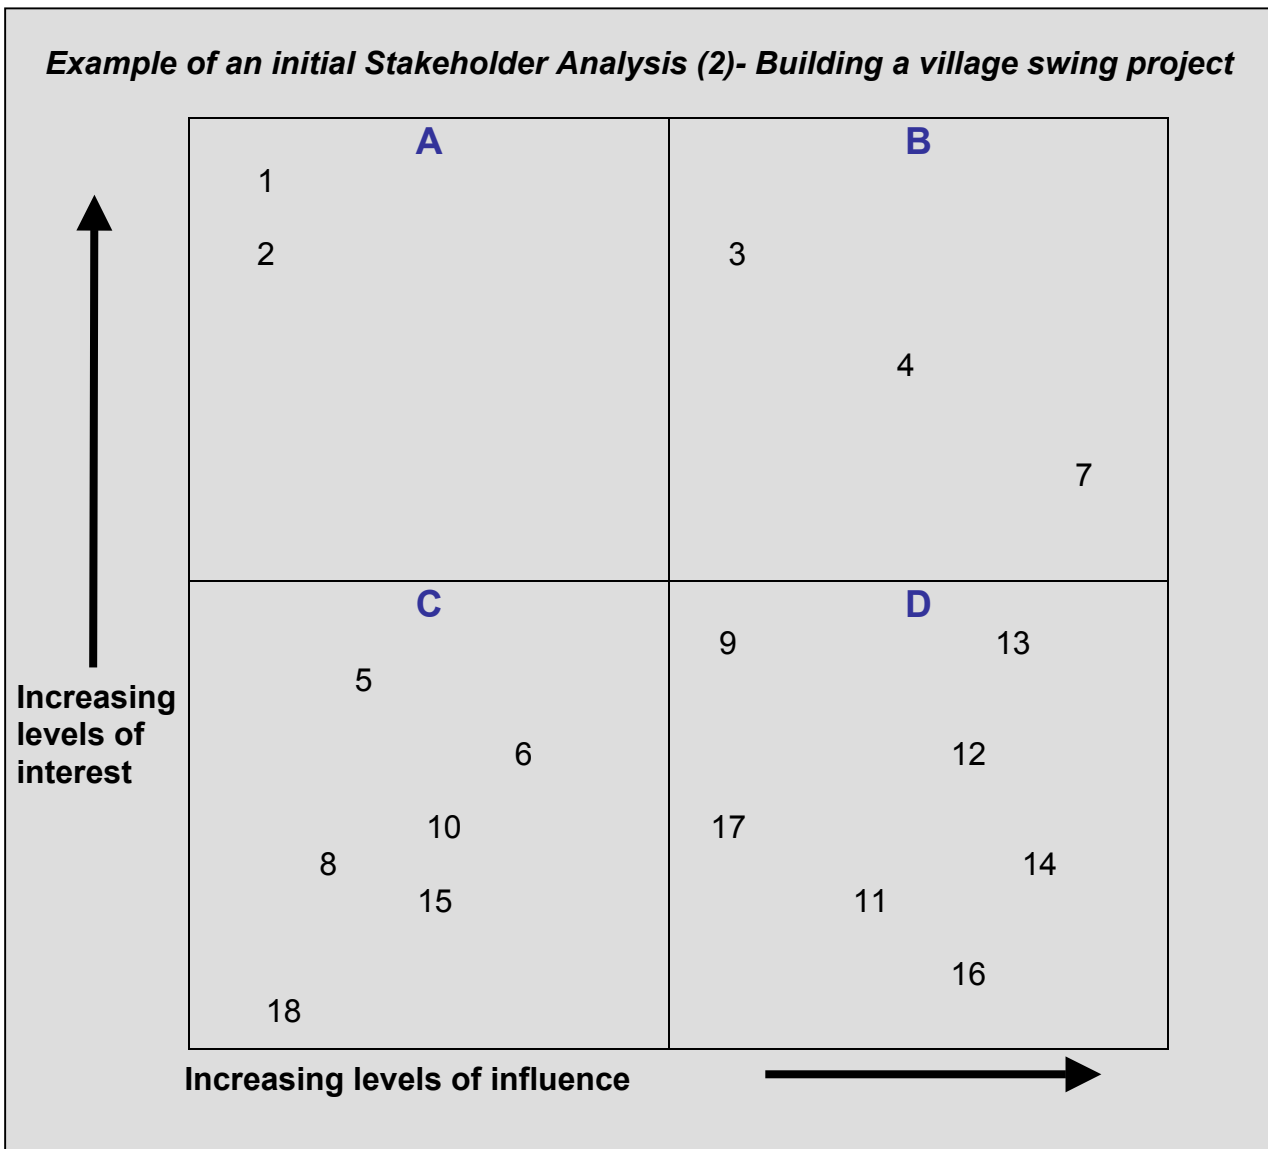 Example of an initial Stakeholder Analysis (2)- Building a village swing project
A
B
1
2
3
4
7
C
D
9
13
5
6
12
10
17
8
14
15
11
16
18
Increasing
levels of
interest
Increasing levels of influence